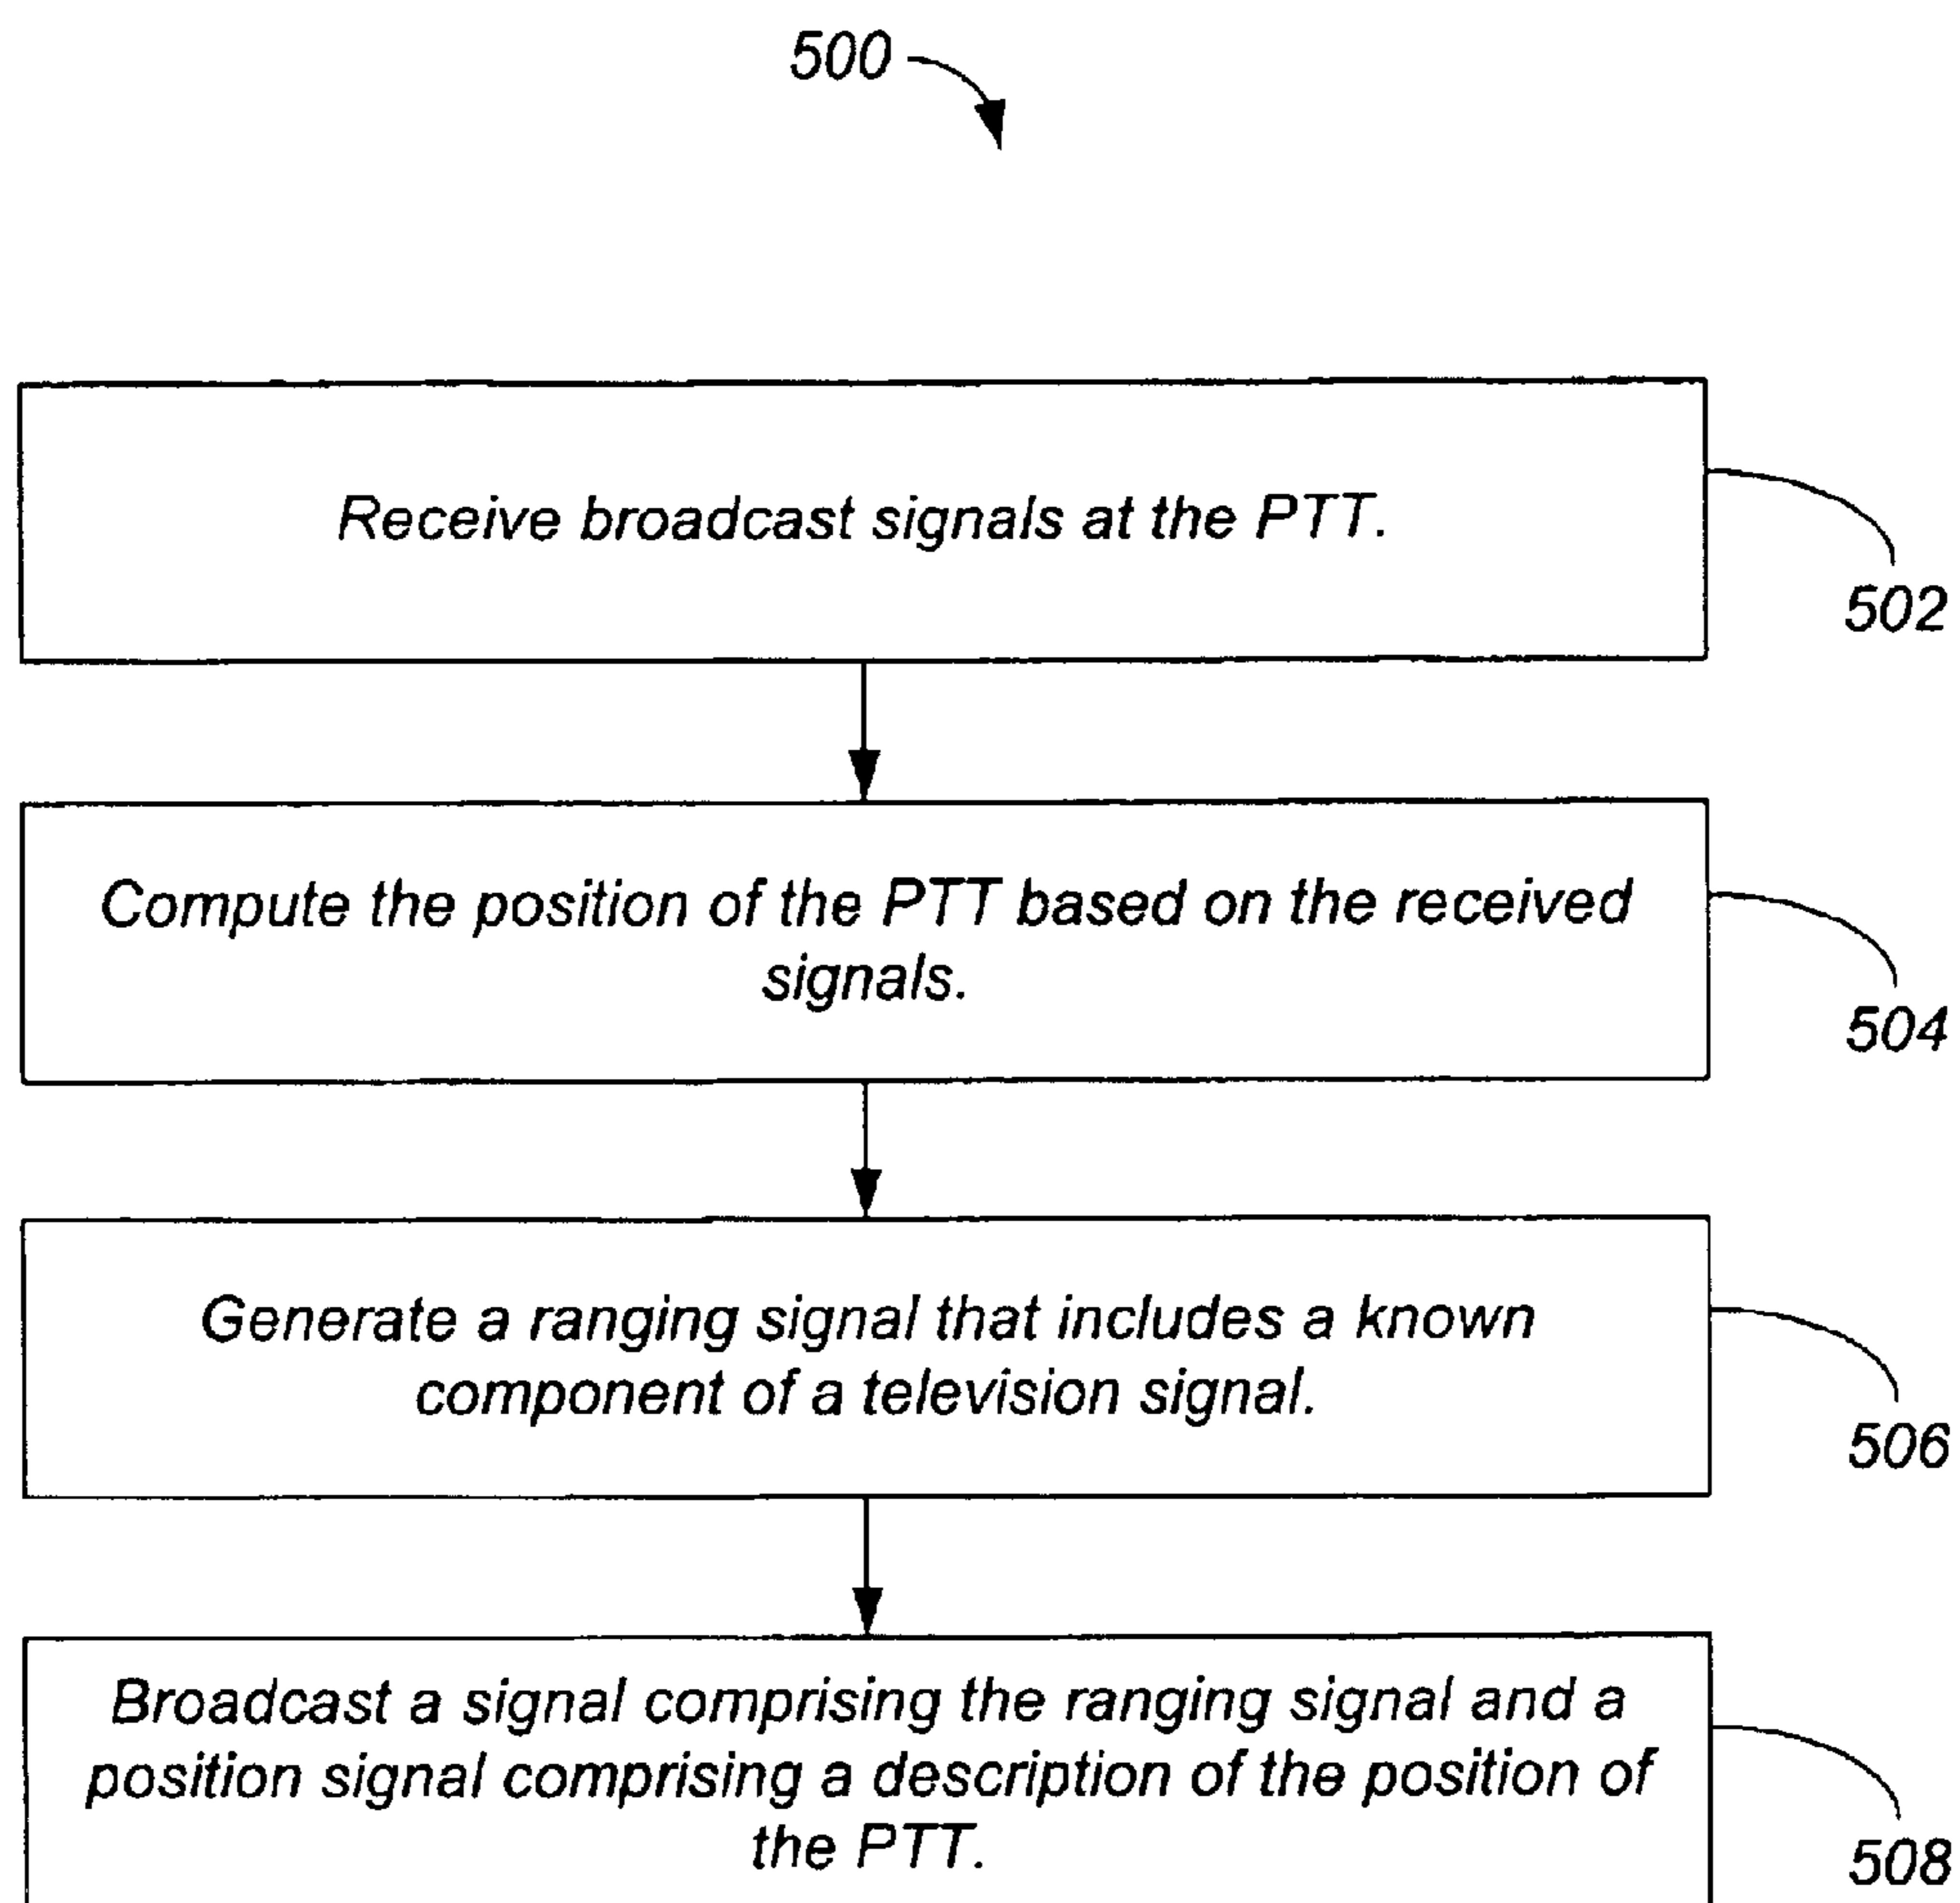 500
Receive broadcast signals at the PTT.
502
Compute the position of the PTT based on the received
signals.
504
Generate a ranging signal that includes a known
component of a television signal.
506
Broadcast a signal comprising the ranging signal and a
position signal comprising a description of the position of
the PTT.
508